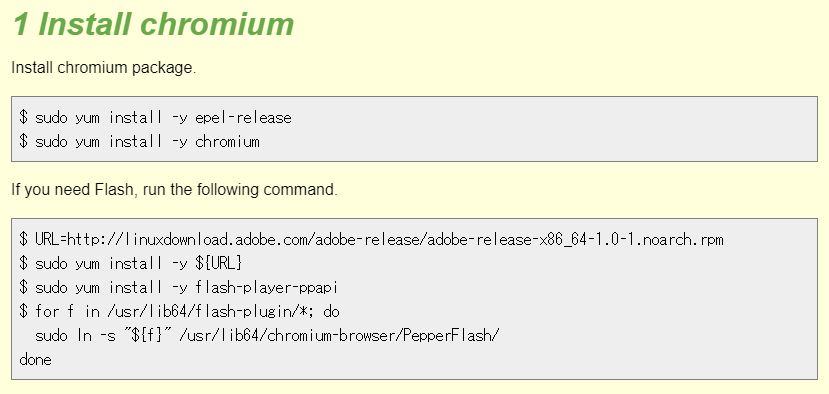 1 Install chromium
Install chromium package.
$ sudo yum install -y epel-release
$ sudo yum install -y chromium
If you need Flash, run the following command.
$ URL=http://linuxdownload.adobe.com/adobe-release/adobe-release-x86_64-1.0-1.noarch.rpm
$ sudo yum install -y ${URL}
$ sudo yum install -y flash-player-ppapi
$ for f in /usr/lib64/flash-plugin/*; do
  sudo ln -s "${f}" /usr/lib64/chromium-browser/PepperFlash/
done